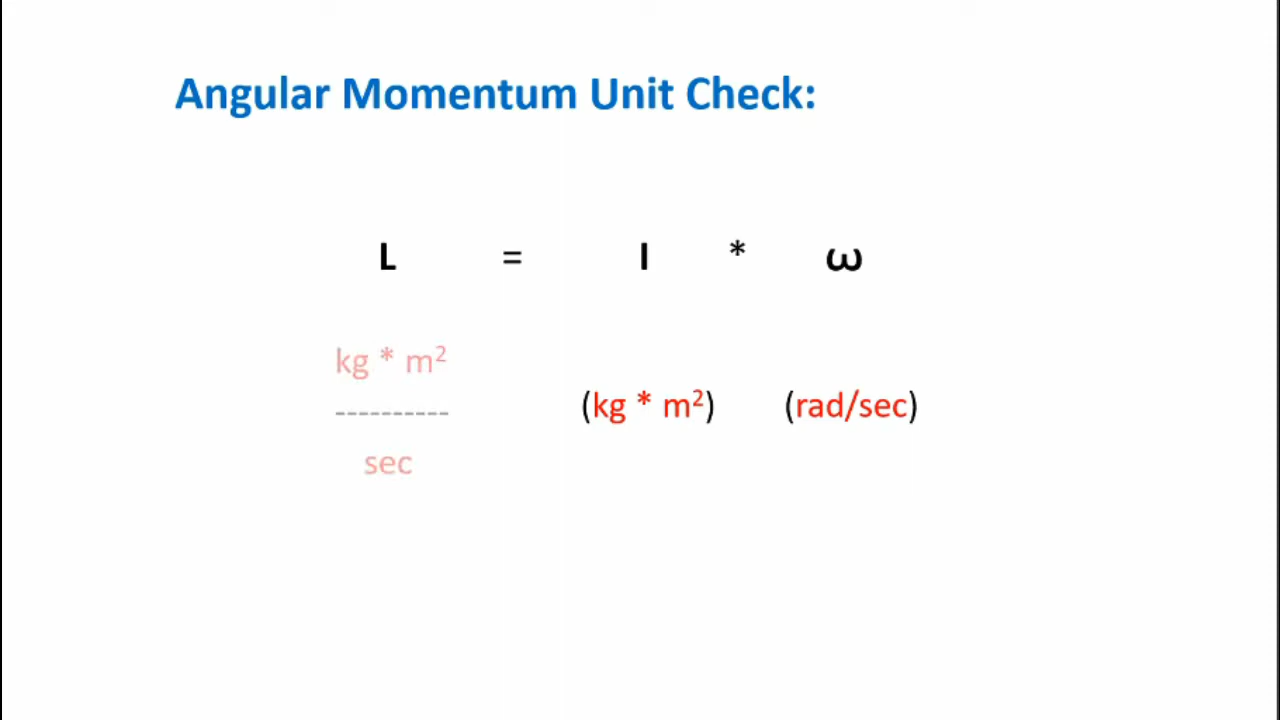 Angular Momentum Unit Check:
L = I * ω
kg * m²
----------
(kg * m²) (rad/sec)
sec